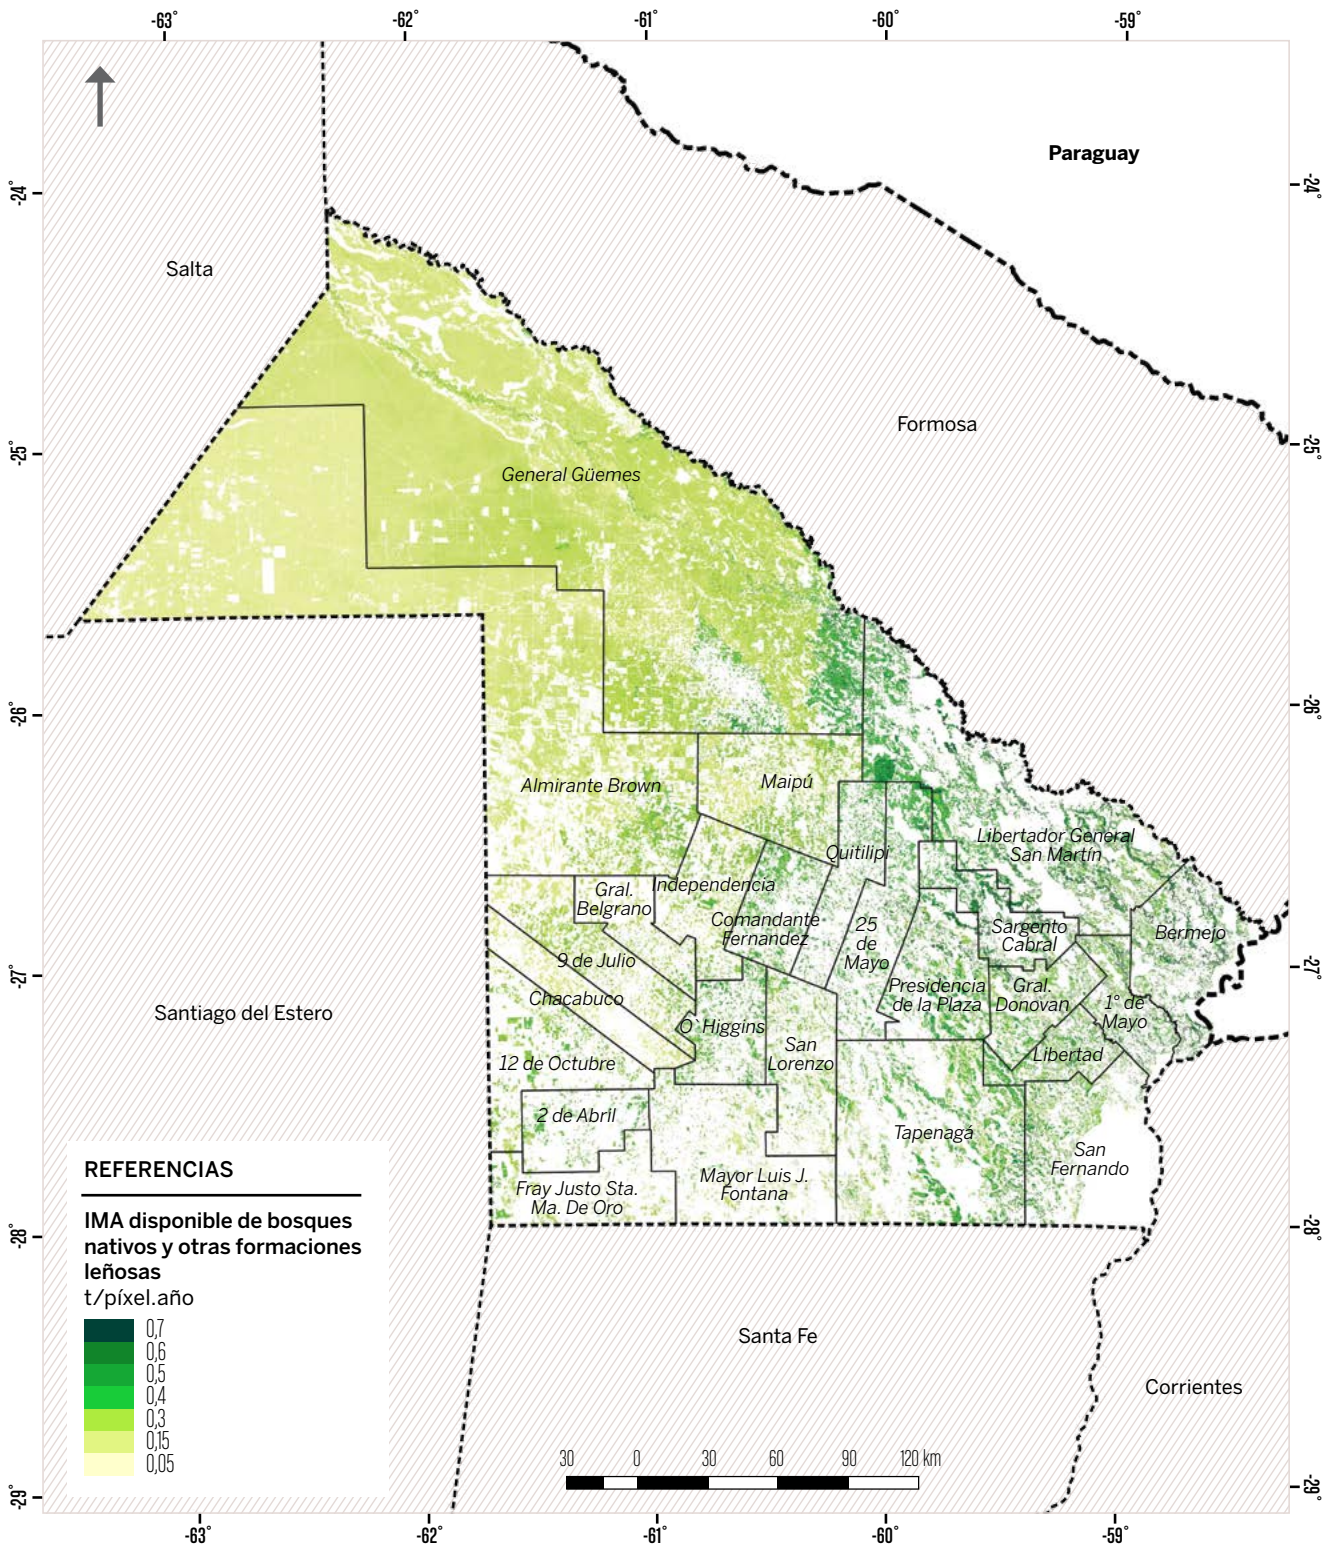 -63°
-62°
-61°
-60°
-59°
Paraguay
-24°
-24°
Salta
Formosa
-25°
-25°
General Güemes
-26°
-26°
Almirante Brown
Maipú
Libertador General
San Martín
Quitilipi
Gral.
Belgrano
Independencia
Comandante
Fernandez
25
de
Mayo
Sargento
Cabral
Bermejo
9 de Julio
-27°
-27°
Chacabuco
Presidencia
de la Plaza
Gral.
Donovan
1° de
Mayo
Santiago del Estero
O´ Higgins
San
Lorenzo
Libertad
12 de Octubre
2 de Abril
Tapenagá
San
Fernando
Mayor Luis J.
Fontana
Fray Justo Sta.
Ma. De Oro
REFERENCIAS
IMA disponible de bosques
nativos y otras formaciones
leñosas
t/píxel.año
0,7
0,6
0,5
0,4
0,3
0,15
0,05
-28°
-28°
Santa Fe
Corrientes
30 0 30 60 90 120 km
-29°
-29°
-63°
-62°
-61°
-60°
-59°